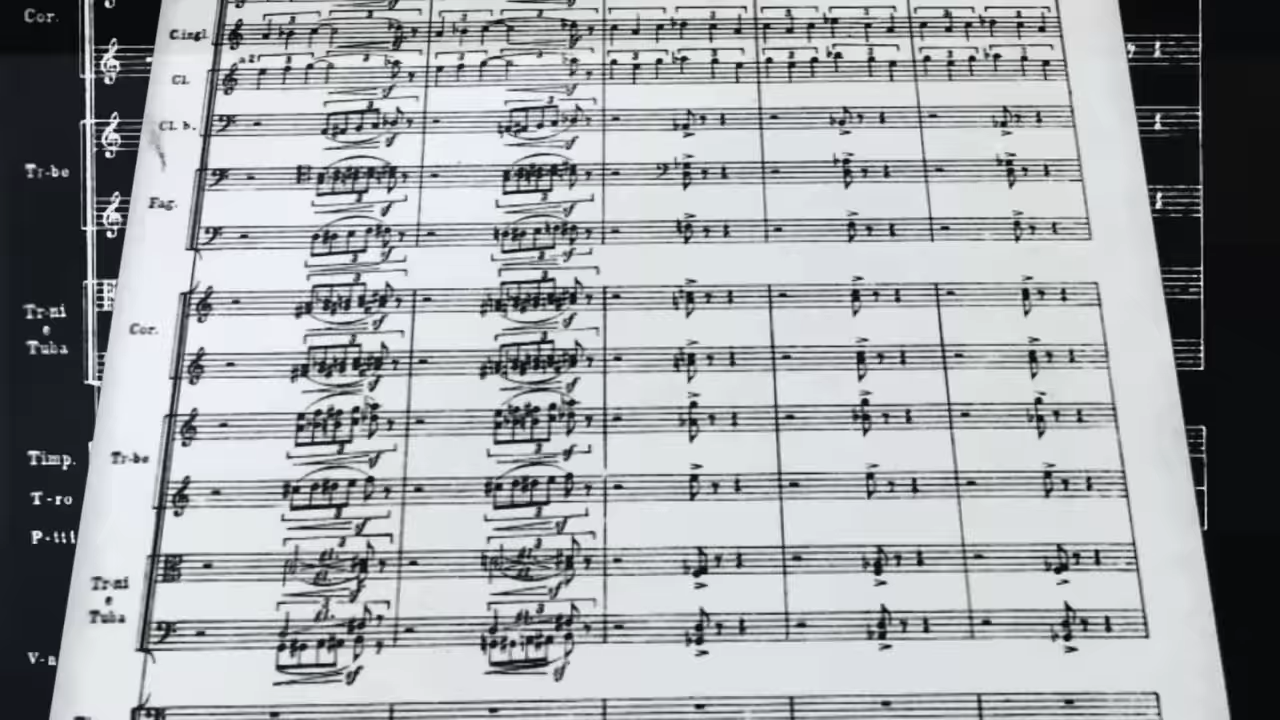 Cor.
C.ingl.
Cl.
Cl. b.
Tr-be
Fag.
Tr-ni
e
Tuba
Cor.
Timp.
Tr-be
T-ro
P-tti
Tr-ni
e
Tuba